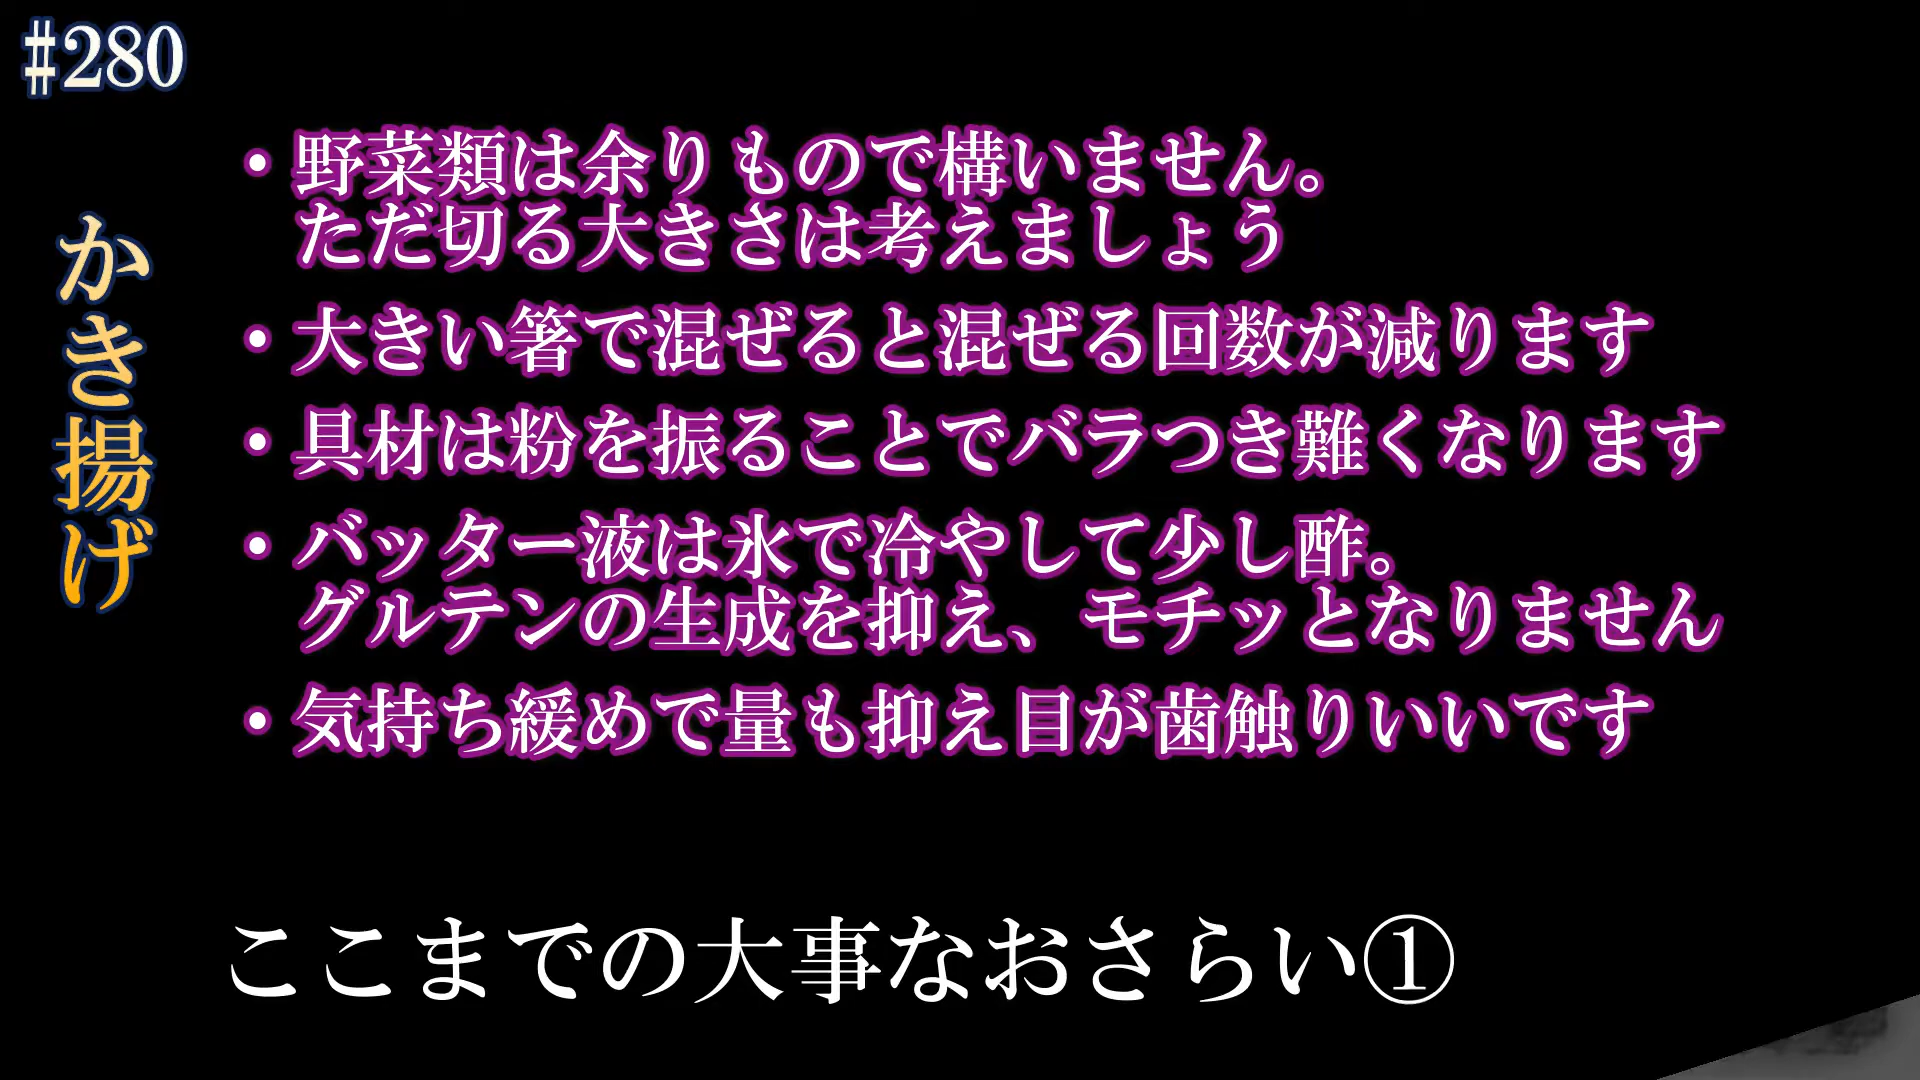 #280
かき揚げ
・野菜類は余りもので構いません。
ただ切る大きさは考えましょう
・大きい箸で混ぜると混ぜる回数が減ります
・具材は粉を振ることでバラつき難くなります
・バッター液は氷で冷やして少し酢。
グルテンの生成を抑え、モチッとなりません
・気持ち緩めで量も抑え目が歯触りいいです
ここまでの大事なおさらい①